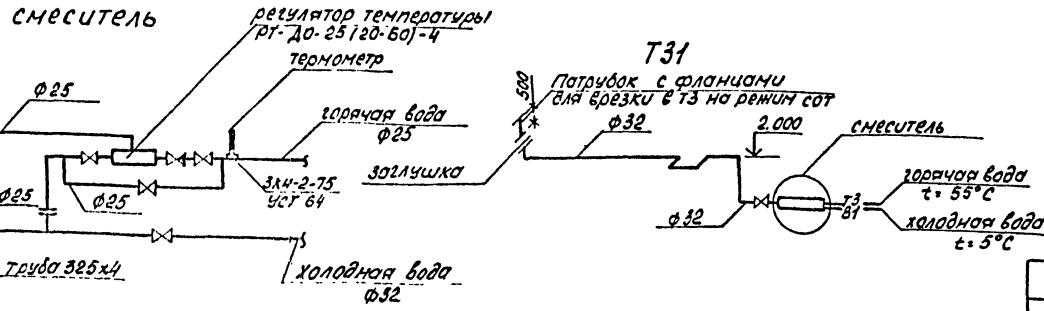 смеситель
регулятор температуры
РТ-ДО-25 (20-60)-4
термометр
ф25
горячая вода
ф25
ЗК4-2-75
УСТ 64
ф25
ф25
труба 325х4
холодная вода
ф32
Т31
500
Патрубок с фланцами
для врезки в Т3 на режим сот
ф32
2.000
заглушка
ф32
смеситель
Т3
В1
горячая вода
t= 55°С
холодная вода
t= 5°С